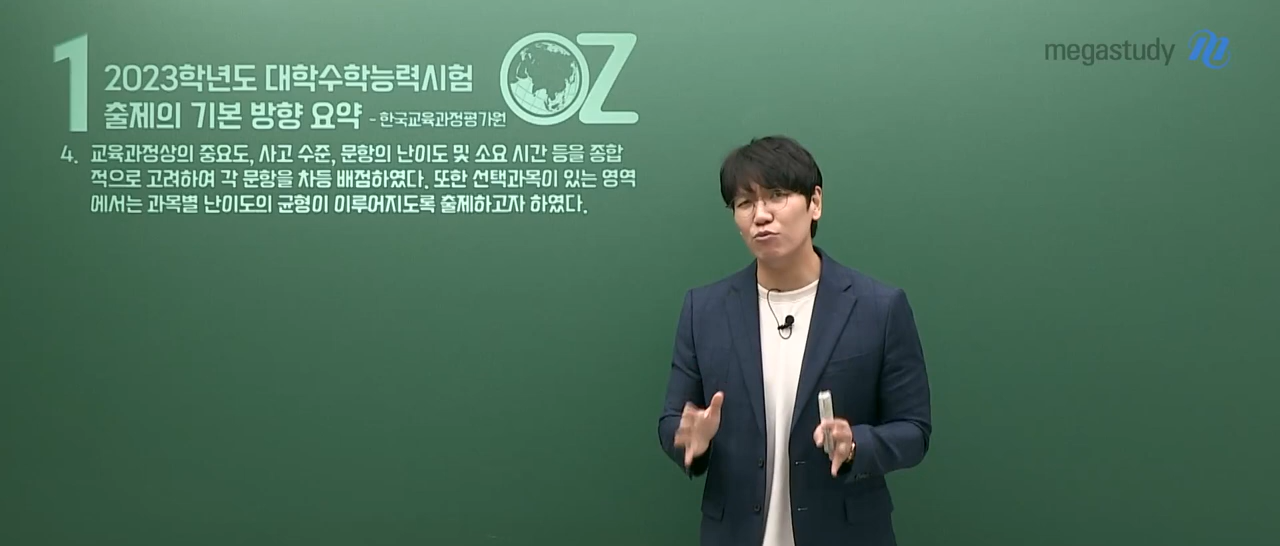 1 2023학년도 대학수학능력시험
출제의 기본 방향 요약 - 한국교육과정평가원
OZ
megastudy
4. 교육과정상의 중요도, 사고 수준, 문항의 난이도 및 소요 시간 등을 종합
적으로 고려하여 각 문항을 차등 배점하였다. 또한 선택과목이 있는 영역
에서는 과목별 난이도의 균형이 이루어지도록 출제하고자 하였다.